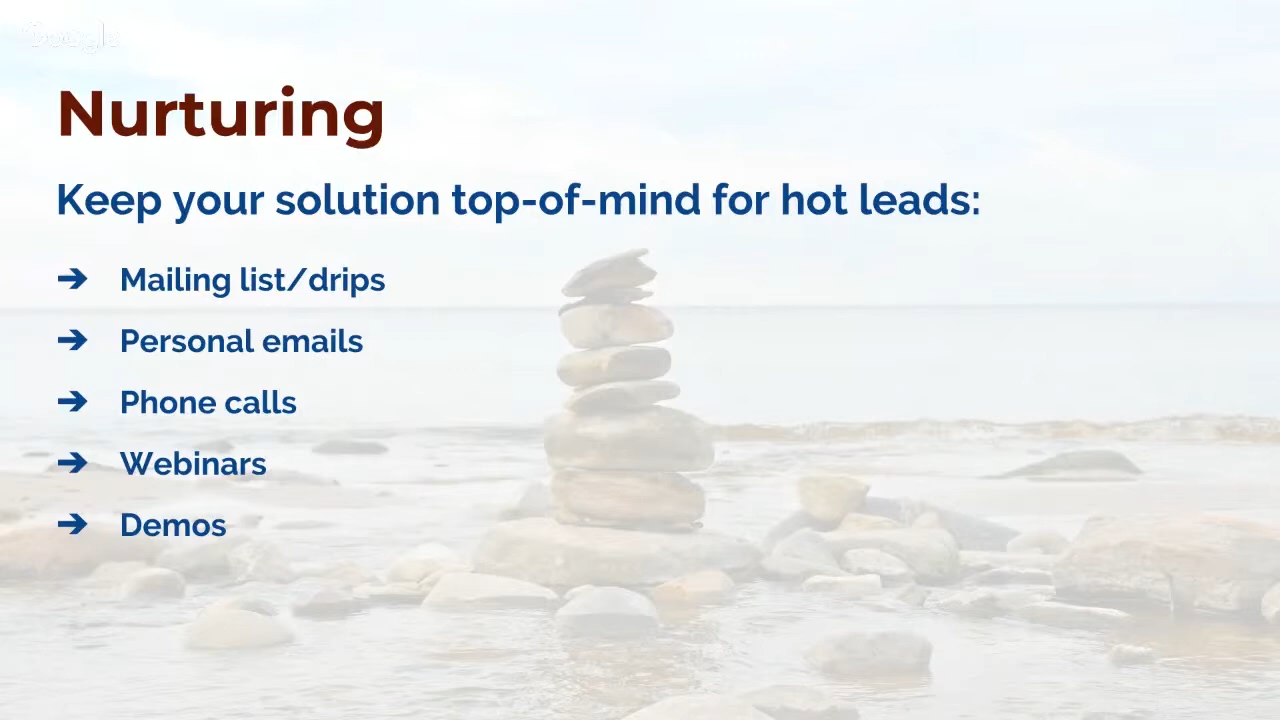 Google
Nurturing
Keep your solution top-of-mind for hot leads:
➔ Mailing list/drips
➔ Personal emails
➔ Phone calls
➔ Webinars
➔ Demos